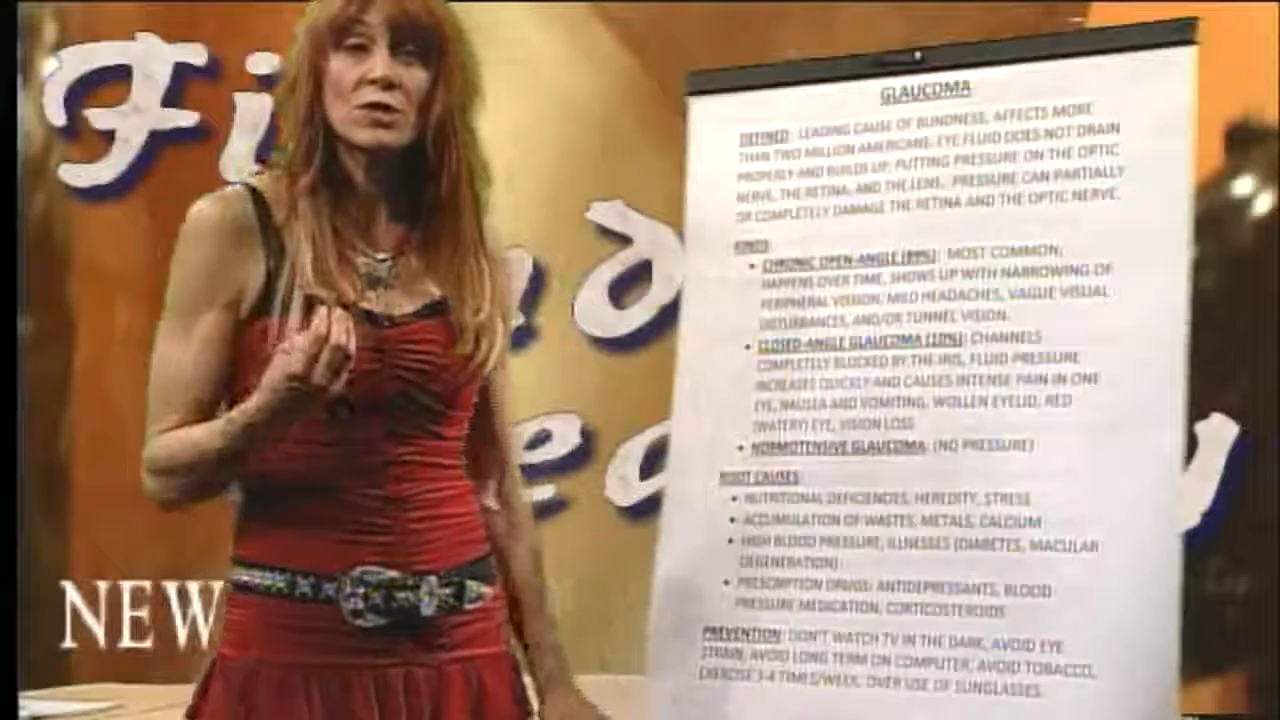 Fi
nd
ea
y
NEW
GLAUCOMA
DEFINED: LEADING CAUSE OF BLINDNESS, AFFECTS MORE
THAN TWO MILLION AMERICANS. EYE FLUID DOES NOT DRAIN
PROPERLY AND BUILDS UP, PUTTING PRESSURE ON THE OPTIC
NERVE, THE RETINA, AND THE LENS. PRESSURE CAN PARTIALLY
OR COMPLETELY DAMAGE THE RETINA AND THE OPTIC NERVE.
KINDS:
• CHRONIC OPEN-ANGLE (89%): MOST COMMON;
HAPPENS OVER TIME, SHOWS UP WITH NARROWING OF
PERIPHERAL VISION, MILD HEADACHES, VAGUE VISUAL
DISTURBANCES, AND/OR TUNNEL VISION.
• CLOSED-ANGLE GLAUCOMA (10%): CHANNELS
COMPLETELY BLOCKED BY THE IRIS, FLUID PRESSURE
INCREASES QUICKLY AND CAUSES INTENSE PAIN IN ONE
EYE, NAUSEA AND VOMITING, WOLLEN EYELID, RED
(WATERY) EYE, VISION LOSS
• NORMOTENSIVE GLAUCOMA: (NO PRESSURE)
ROOT CAUSES:
• NUTRITIONAL DEFICIENCIES, HEREDITY, STRESS
• ACCUMULATION OF WASTES, METALS, CALCIUM
• HIGH BLOOD PRESSURE, ILLNESSES (DIABETES, MACULAR
DEGENERATION)
• PRESCRIPTION DRUGS: ANTIDEPRESSANTS, BLOOD
PRESSURE MEDICATION, CORTICOSTEROIDS
PREVENTION: DON'T WATCH TV IN THE DARK, AVOID EYE
STRAIN, AVOID LONG TERM ON COMPUTER, AVOID TOBACCO,
EXERCISE 3-4 TIMES/WEEK, OVER USE OF SUNGLASSES.